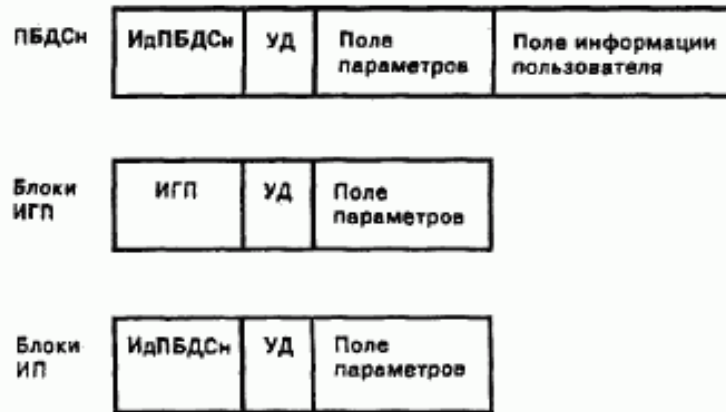 ПБДСн ИдПБДСн УД Поле Поле информации
параметров пользователя
Блоки ИГП УД Поле
ИГП параметров
Блоки ИдПБДСн УД Поле
ИП параметров